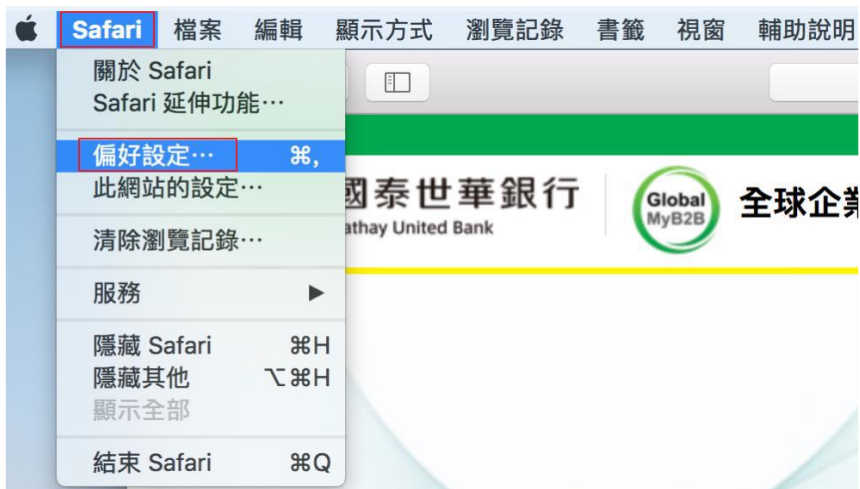 Safari 檔案 編輯 顯示方式 瀏覽記錄 書籤 視窗 輔助說明
關於 Safari
Safari 延伸功能…
偏好設定… ⌘,
此網站的設定…
清除瀏覽記錄…
服務 ▶
隱藏 Safari ⌘H
隱藏其他 ⌥⌘H
顯示全部
結束 Safari ⌘Q
國泰世華銀行
athay United Bank
Global
MyB2B
全球企業